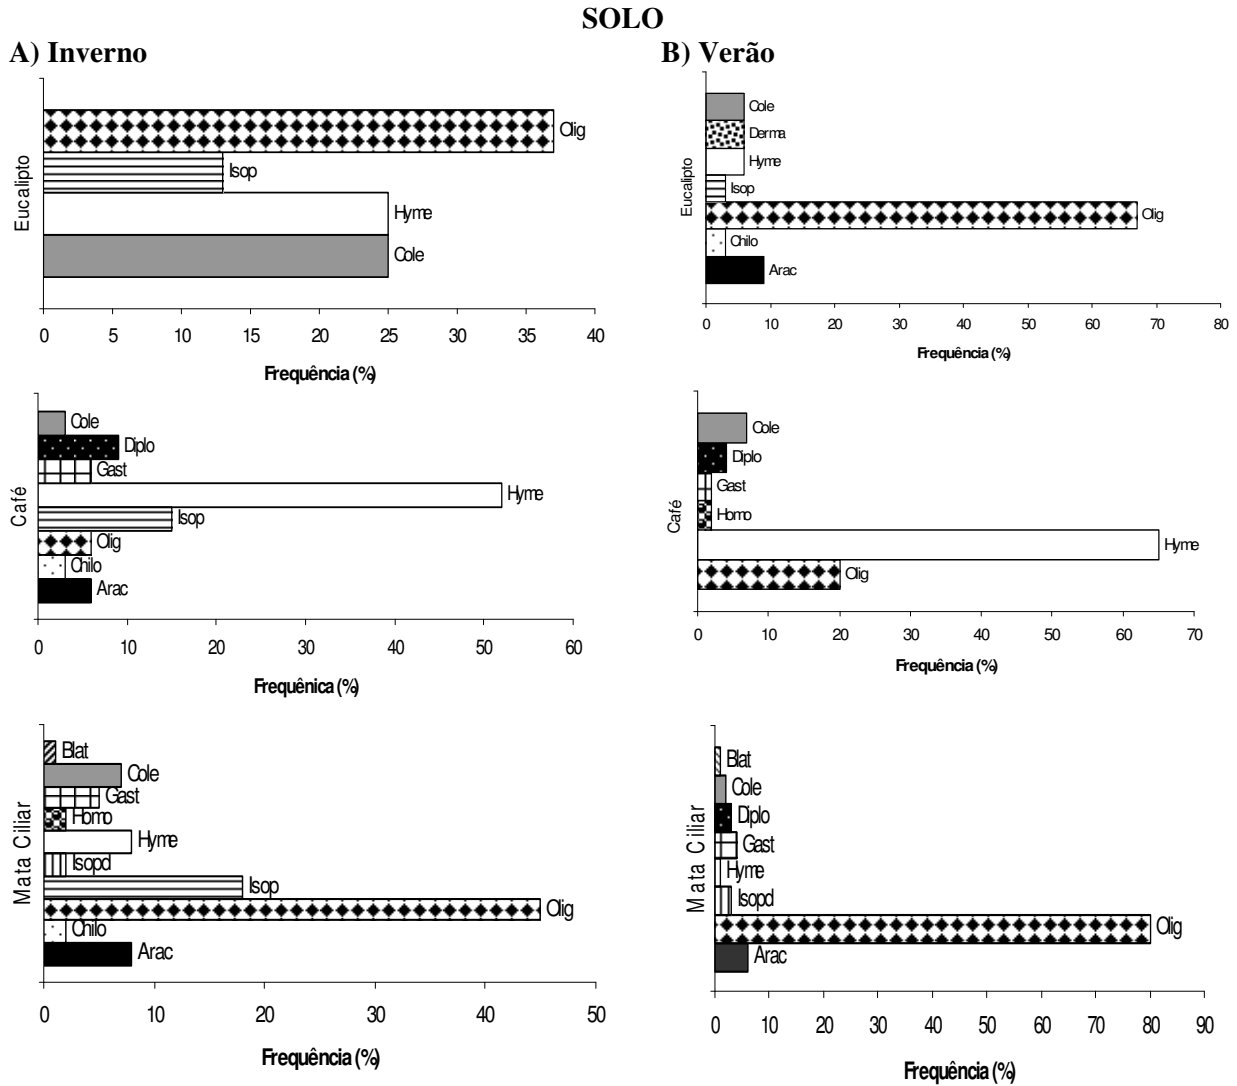 SOLO
A) Inverno
B) Verão
Eucalipto
Olig
Isop
Hyme
Cole
0 5 10 15 20 25 30 35 40
Frequência (%)
Eucalipto
Cole
Derma
Hyme
Isop
Olig
Chilo
Arac
0 10 20 30 40 50 60 70 80
Frequência (%)
Café
Cole
Diplo
Gast
Hyme
Isop
Olig
Chilo
Arac
0 10 20 30 40 50 60
Frequênica (%)
Café
Cole
Diplo
Gast
Homo
Hyme
Olig
0 10 20 30 40 50 60 70
Frequência (%)
Mata Ciliar
Blat
Cole
Gast
Homo
Hyme
Isopd
Isop
Olig
Chilo
Arac
0 10 20 30 40 50
Frequência (%)
Mata Ciliar
Blat
Cole
Diplo
Gast
Hyme
Isopd
Olig
Arac
0 10 20 30 40 50 60 70 80 90
Frequência (%)